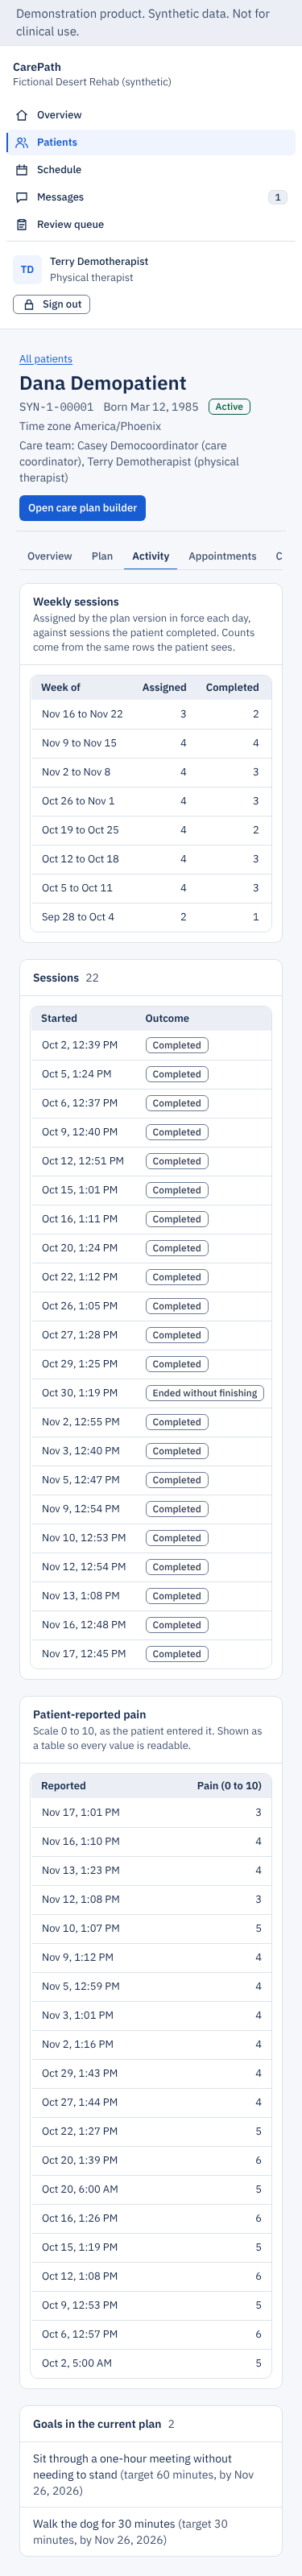 Demonstration product. Synthetic data. Not for
clinical use.
CarePath
Fictional Desert Rehab (synthetic)
Overview
Patients
Schedule
Messages 1
Review queue
TD
Terry Demotherapist
Physical therapist
Sign out
All patients
Dana Demopatient
SYN-1-00001 Born Mar 12, 1985 Active
Time zone America/Phoenix
Care team: Casey Democoordinator (care
coordinator), Terry Demotherapist (physical
therapist)
Open care plan builder
Overview Plan Activity Appointments C
Weekly sessions
Assigned by the plan version in force each day,
against sessions the patient completed. Counts
come from the same rows the patient sees.
Week of Assigned Completed
Nov 16 to Nov 22 3 2
Nov 9 to Nov 15 4 4
Nov 2 to Nov 8 4 3
Oct 26 to Nov 1 4 3
Oct 19 to Oct 25 4 2
Oct 12 to Oct 18 4 3
Oct 5 to Oct 11 4 3
Sep 28 to Oct 4 2 1
Sessions 22
Started Outcome
Oct 2, 12:39 PM Completed
Oct 5, 1:24 PM Completed
Oct 6, 12:37 PM Completed
Oct 9, 12:40 PM Completed
Oct 12, 12:51 PM Completed
Oct 15, 1:01 PM Completed
Oct 16, 1:11 PM Completed
Oct 20, 1:24 PM Completed
Oct 22, 1:12 PM Completed
Oct 26, 1:05 PM Completed
Oct 27, 1:28 PM Completed
Oct 29, 1:25 PM Completed
Oct 30, 1:19 PM Ended without finishing
Nov 2, 12:55 PM Completed
Nov 3, 12:40 PM Completed
Nov 5, 12:47 PM Completed
Nov 9, 12:54 PM Completed
Nov 10, 12:53 PM Completed
Nov 12, 12:54 PM Completed
Nov 13, 1:08 PM Completed
Nov 16, 12:48 PM Completed
Nov 17, 12:45 PM Completed
Patient-reported pain
Scale 0 to 10, as the patient entered it. Shown as
a table so every value is readable.
Reported Pain (0 to 10)
Nov 17, 1:01 PM 3
Nov 16, 1:10 PM 4
Nov 13, 1:23 PM 4
Nov 12, 1:08 PM 3
Nov 10, 1:07 PM 5
Nov 9, 1:12 PM 4
Nov 5, 12:59 PM 4
Nov 3, 1:01 PM 4
Nov 2, 1:16 PM 4
Oct 29, 1:43 PM 4
Oct 27, 1:44 PM 4
Oct 22, 1:27 PM 5
Oct 20, 1:39 PM 6
Oct 20, 6:00 AM 5
Oct 16, 1:26 PM 6
Oct 15, 1:19 PM 5
Oct 12, 1:08 PM 6
Oct 9, 12:53 PM 5
Oct 6, 12:57 PM 6
Oct 2, 5:00 AM 5
Goals in the current plan 2
Sit through a one-hour meeting without
needing to stand (target 60 minutes, by Nov
26, 2026)
Walk the dog for 30 minutes (target 30
minutes, by Nov 26, 2026)